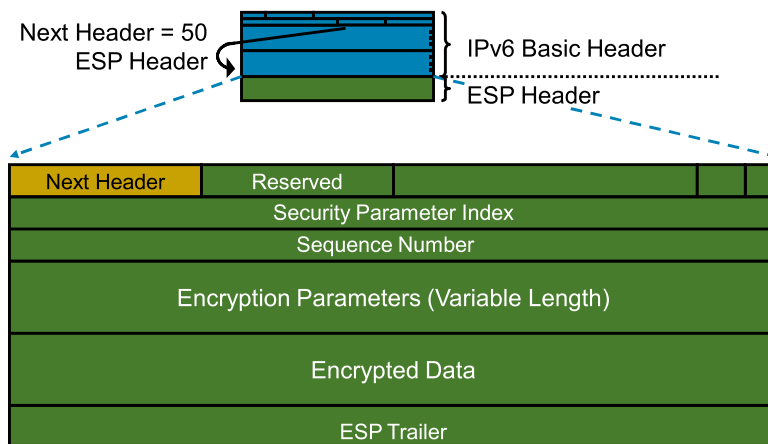 Next Header = 50
ESP Header
IPv6 Basic Header
ESP Header
Next Header
Reserved
Security Parameter Index
Sequence Number
Encryption Parameters (Variable Length)
Encrypted Data
ESP Trailer